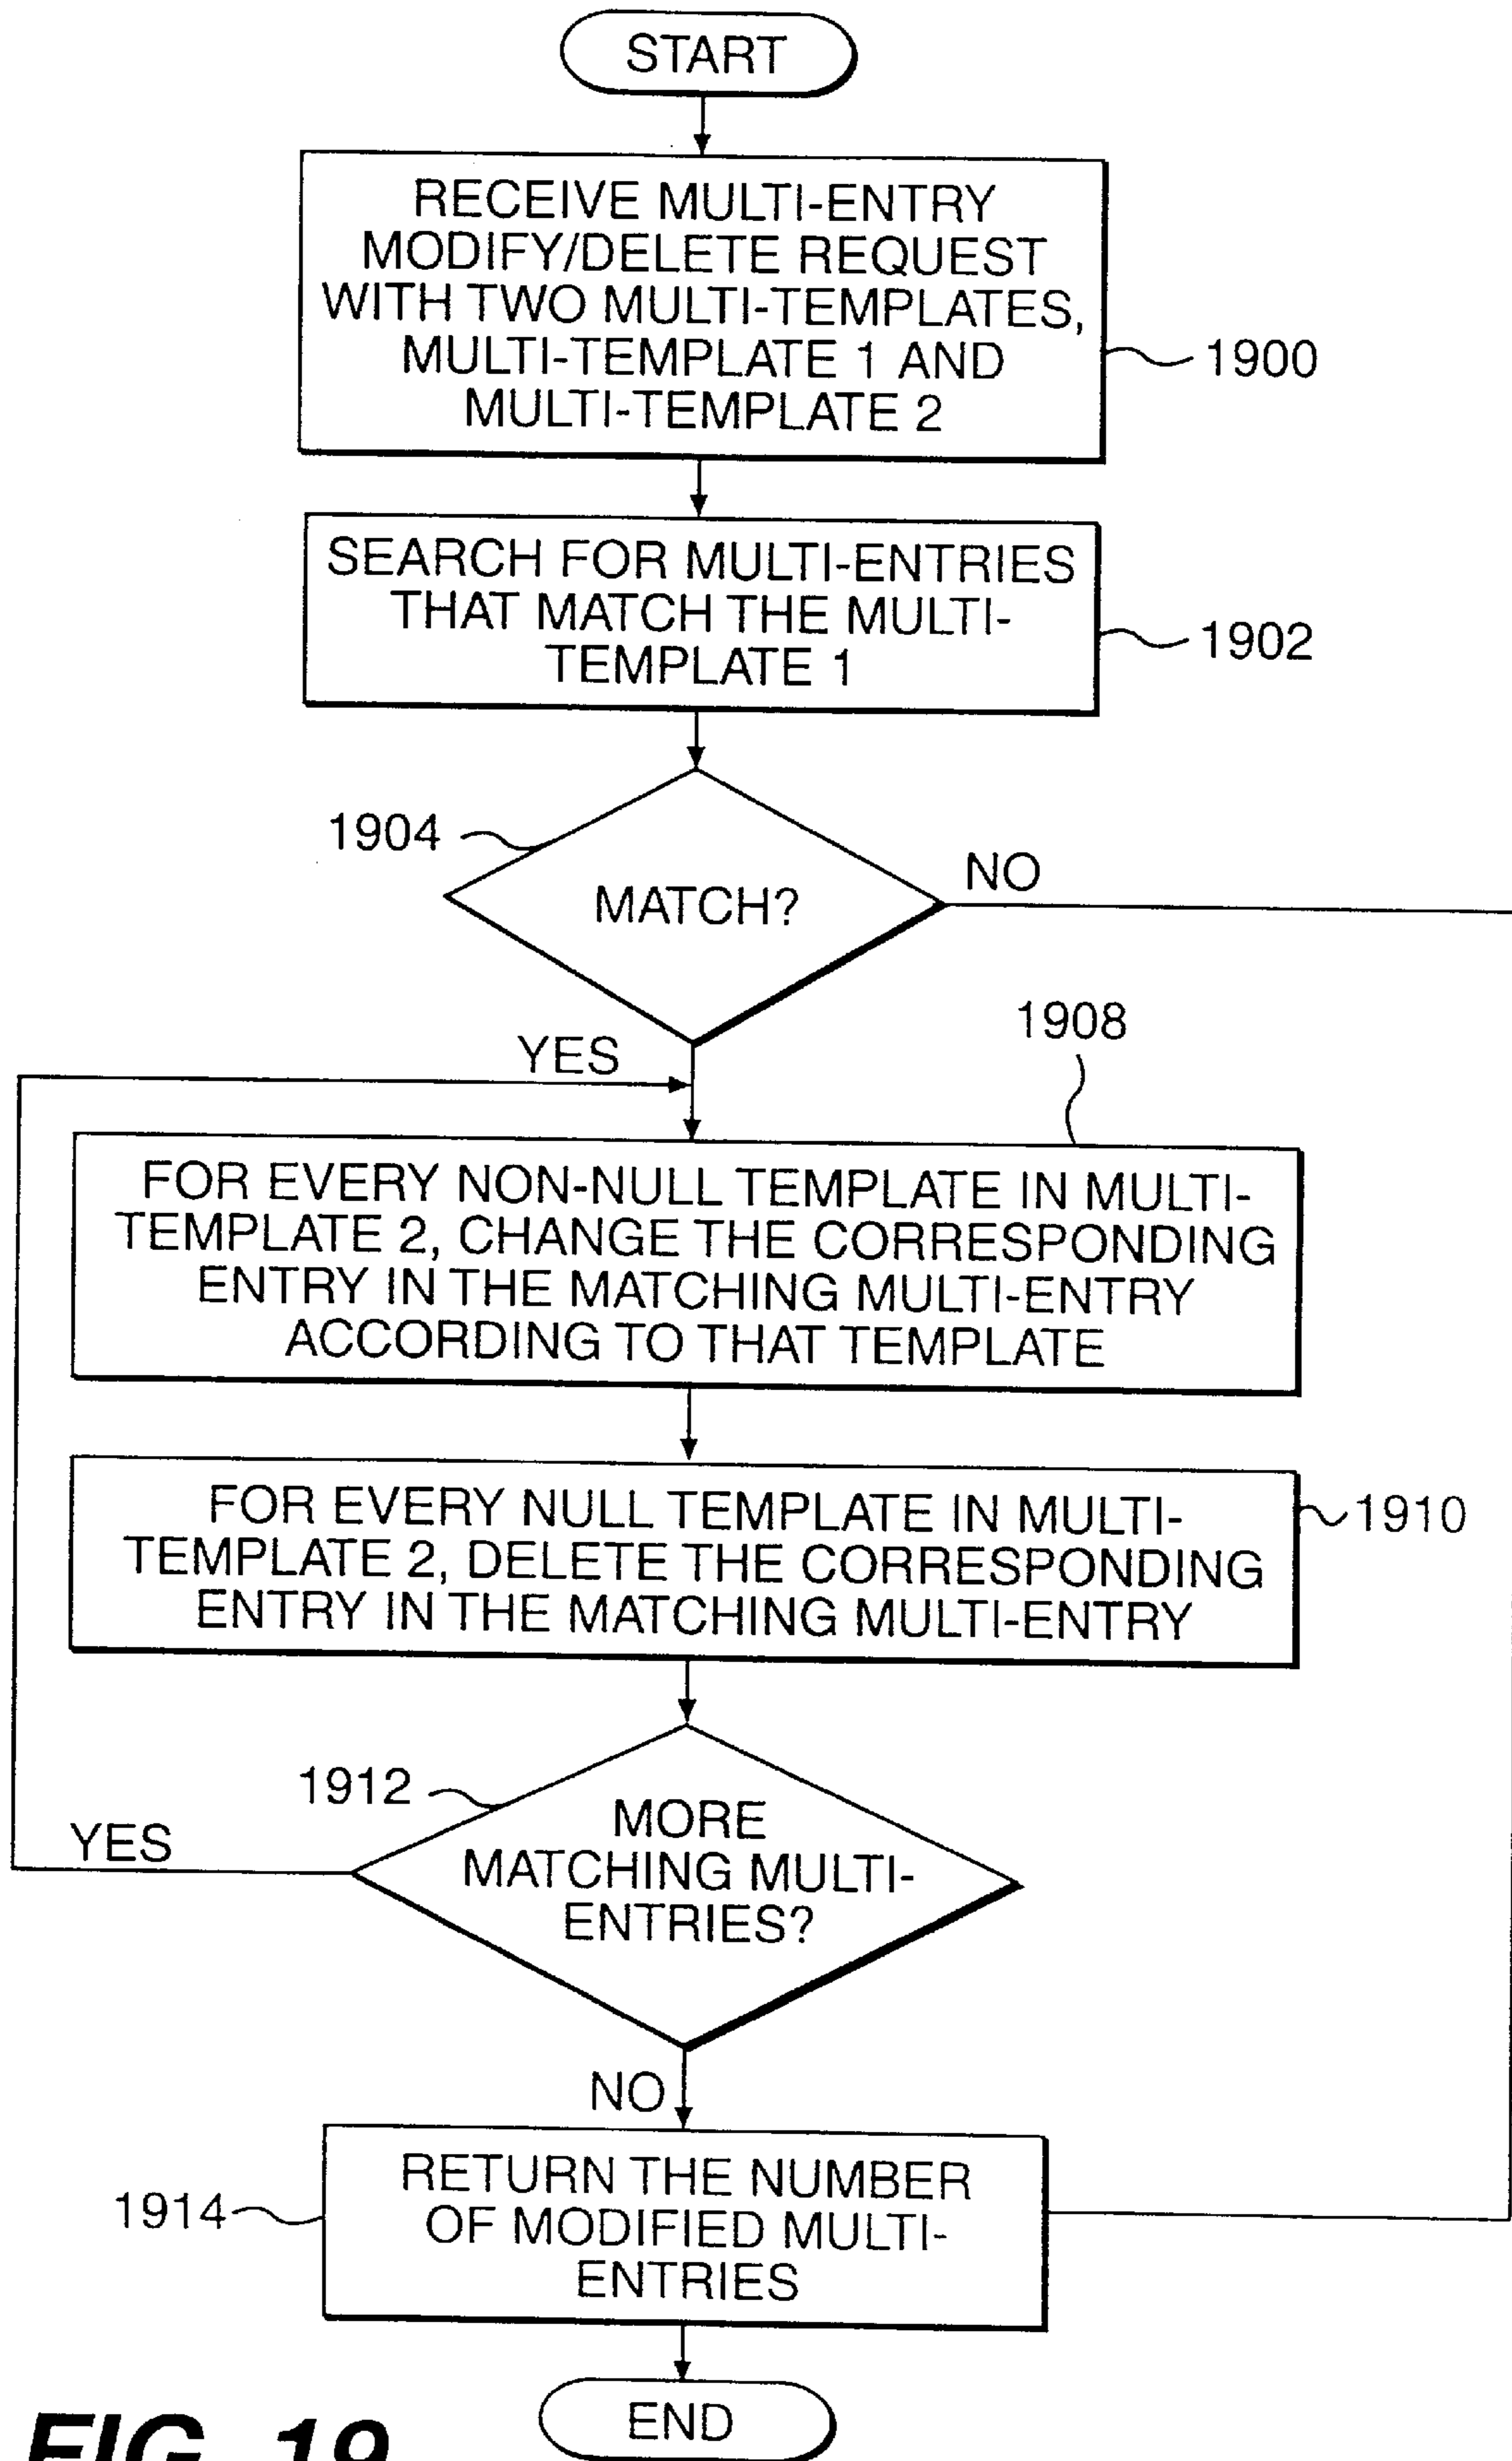 START
RECEIVE MULTI-ENTRY
MODIFY/DELETE REQUEST
WITH TWO MULTI-TEMPLATES,
MULTI-TEMPLATE 1 AND
MULTI-TEMPLATE 2
1900
SEARCH FOR MULTI-ENTRIES
THAT MATCH THE MULTI-
TEMPLATE 1
1902
1904
MATCH?
NO
YES
1908
FOR EVERY NON-NULL TEMPLATE IN MULTI-
TEMPLATE 2, CHANGE THE CORRESPONDING
ENTRY IN THE MATCHING MULTI-ENTRY
ACCORDING TO THAT TEMPLATE
FOR EVERY NULL TEMPLATE IN MULTI-
TEMPLATE 2, DELETE THE CORRESPONDING
ENTRY IN THE MATCHING MULTI-ENTRY
1910
1912
MORE
MATCHING MULTI-
ENTRIES?
YES
NO
RETURN THE NUMBER
OF MODIFIED MULTI-
ENTRIES
1914
END
FIG. 19